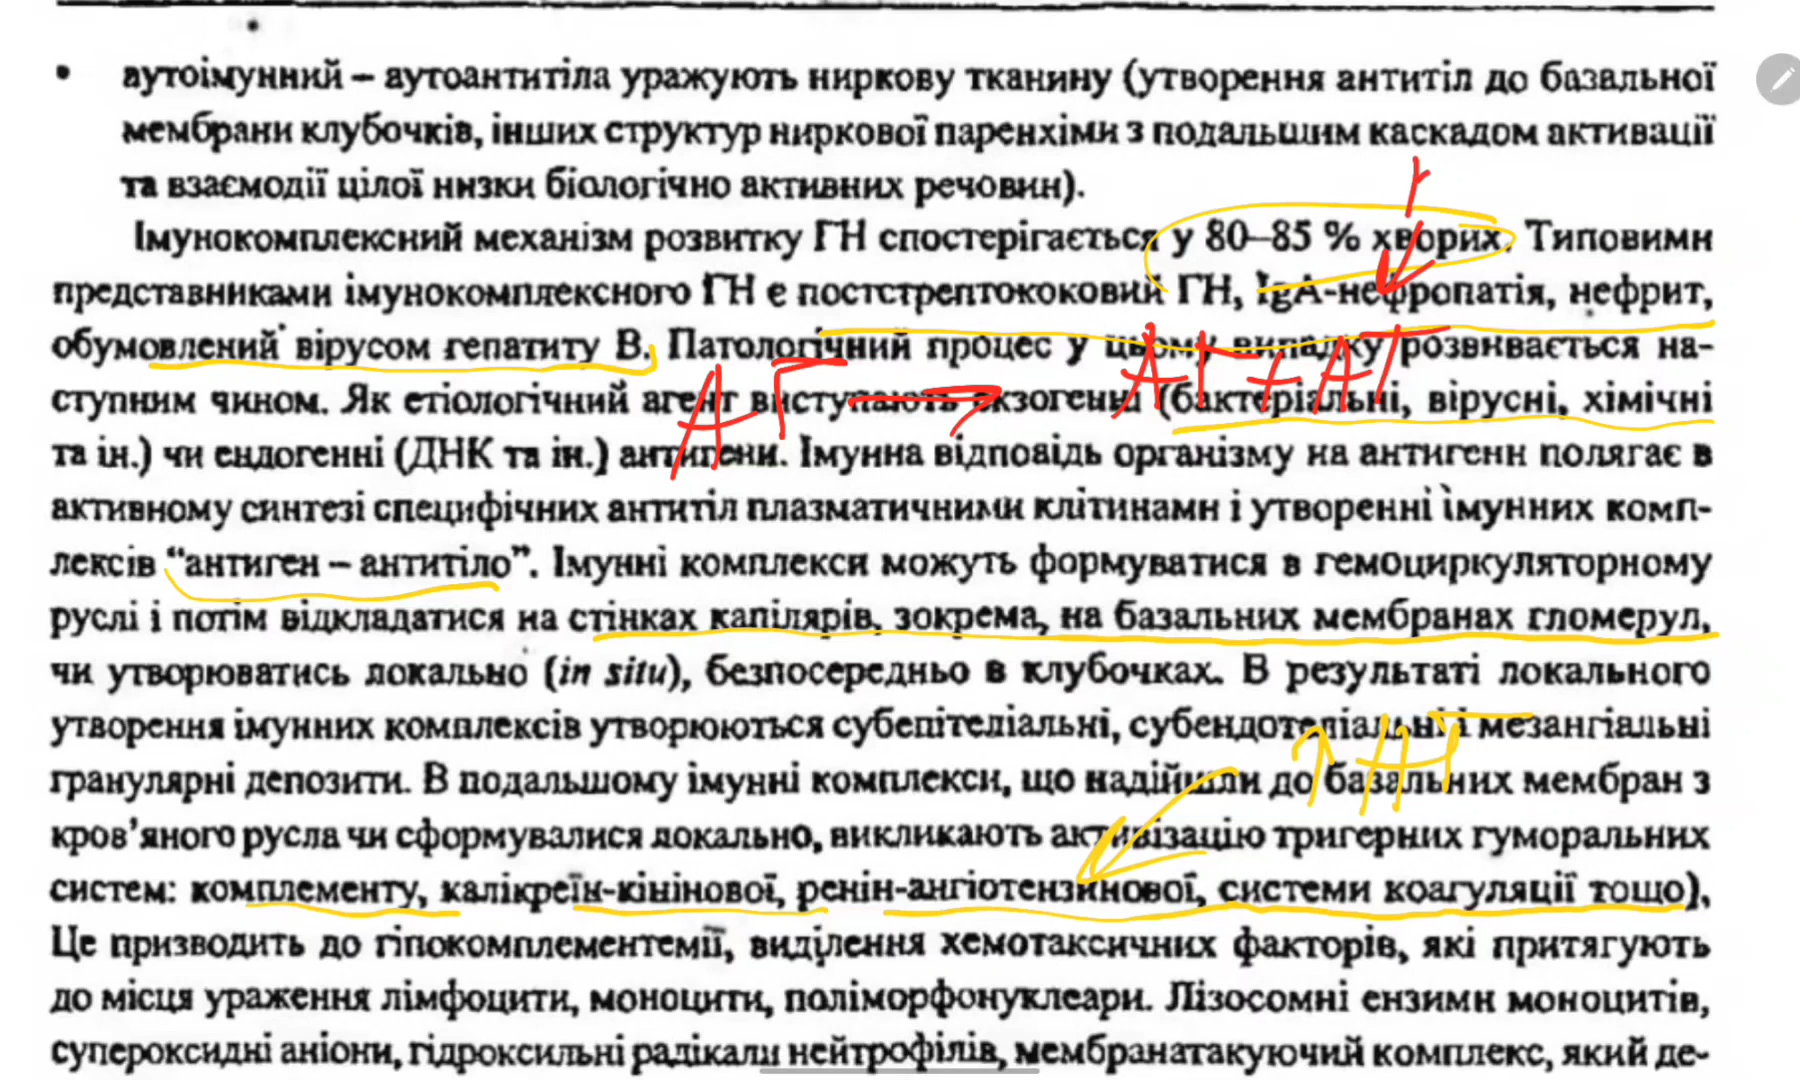 • аутоімунний – аутоантитіла уражують ниркову тканину (утворення антитіл до базальної
мембрани клубочків, інших структур ниркової паренхіми з подальшим каскадом активації
та взаємодії цілої низки біологічно активних речовин).
Імунокомплексний механізм розвитку ГН спостерігається у 80–85 % хворих. Типовими
представниками імунокомплексного ГН є постстрептококовий ГН, IgA-нефропатія, нефрит,
обумовлений вірусом гепатиту В. Патологічний процес у цьому випадку розвивається на-
АГ → АГ + АТ
ступним чином. Як етіологічний агент виступають екзогенні (бактеріальні, вірусні, хімічні
та ін.) чи ендогенні (ДНК та ін.) антигени. Імунна відповідь організму на антигени полягає в
активному синтезі специфічних антитіл плазматичними клітинами і утворенні імунних комп-
лексів “антиген – антитіло”. Імунні комплекси можуть формуватися в гемоциркуляторному
руслі і потім відкладатися на стінках капілярів, зокрема, на базальних мембранах гломерул,
чи утворюватись локально (in situ), безпосередньо в клубочках. В результаті локального
утворення імунних комплексів утворюються субепітеліальні, субендотеліальні і мезангіальні
↑ АТ
гранулярні депозити. В подальшому імунні комплекси, що надійшли до базальних мембран з
кров’яного русла чи сформувалися локально, викликають активізацію тригерних гуморальних
систем: комплементу, калікреїн-кінінової, ренін-ангіотензинової, системи коагуляції тощо),
Це призводить до гіпокомплементемії, виділення хемотаксичних факторів, які притягують
до місця ураження лімфоцити, моноцити, поліморфонуклеари. Лізосомні ензими моноцитів,
супероксидні аніони, гідроксильні радікали нейтрофілів, мембранатакуючий комплекс, який де-